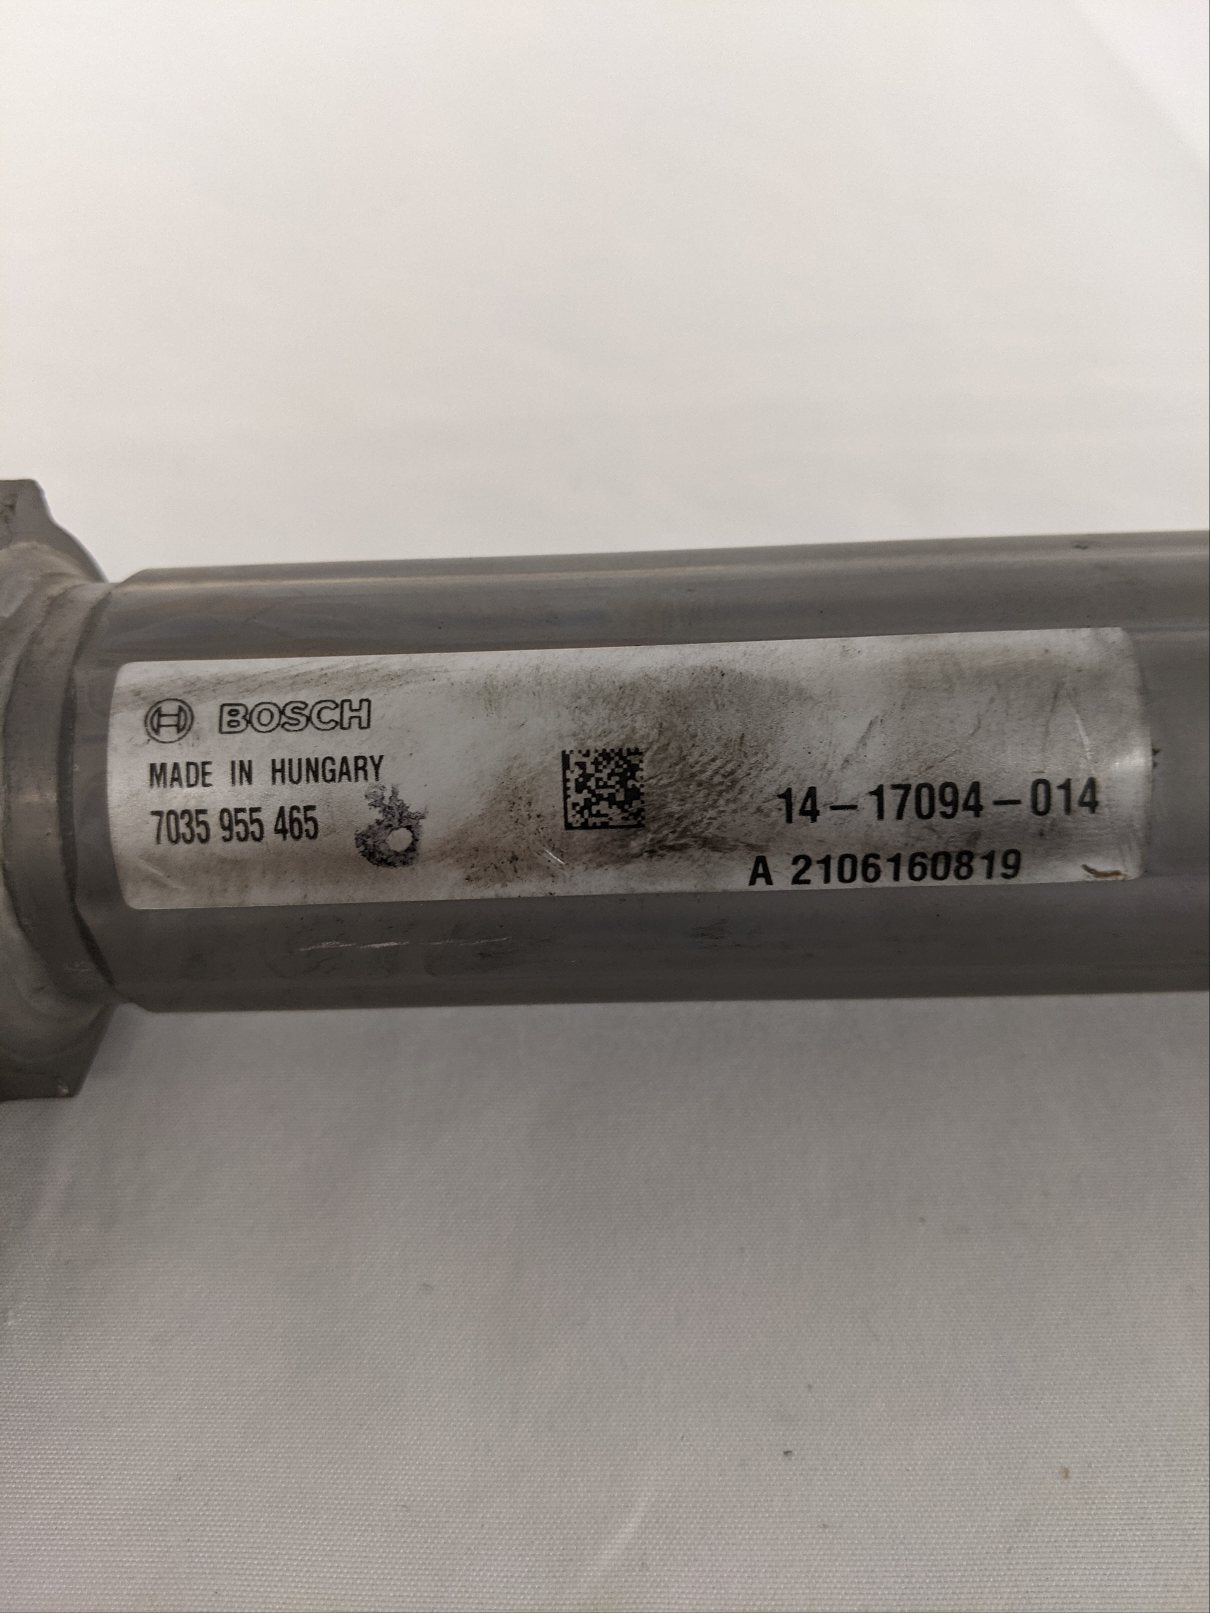 BOSCH
MADE IN HUNGARY
7035 955 465
14-17094-014
A 2106160819